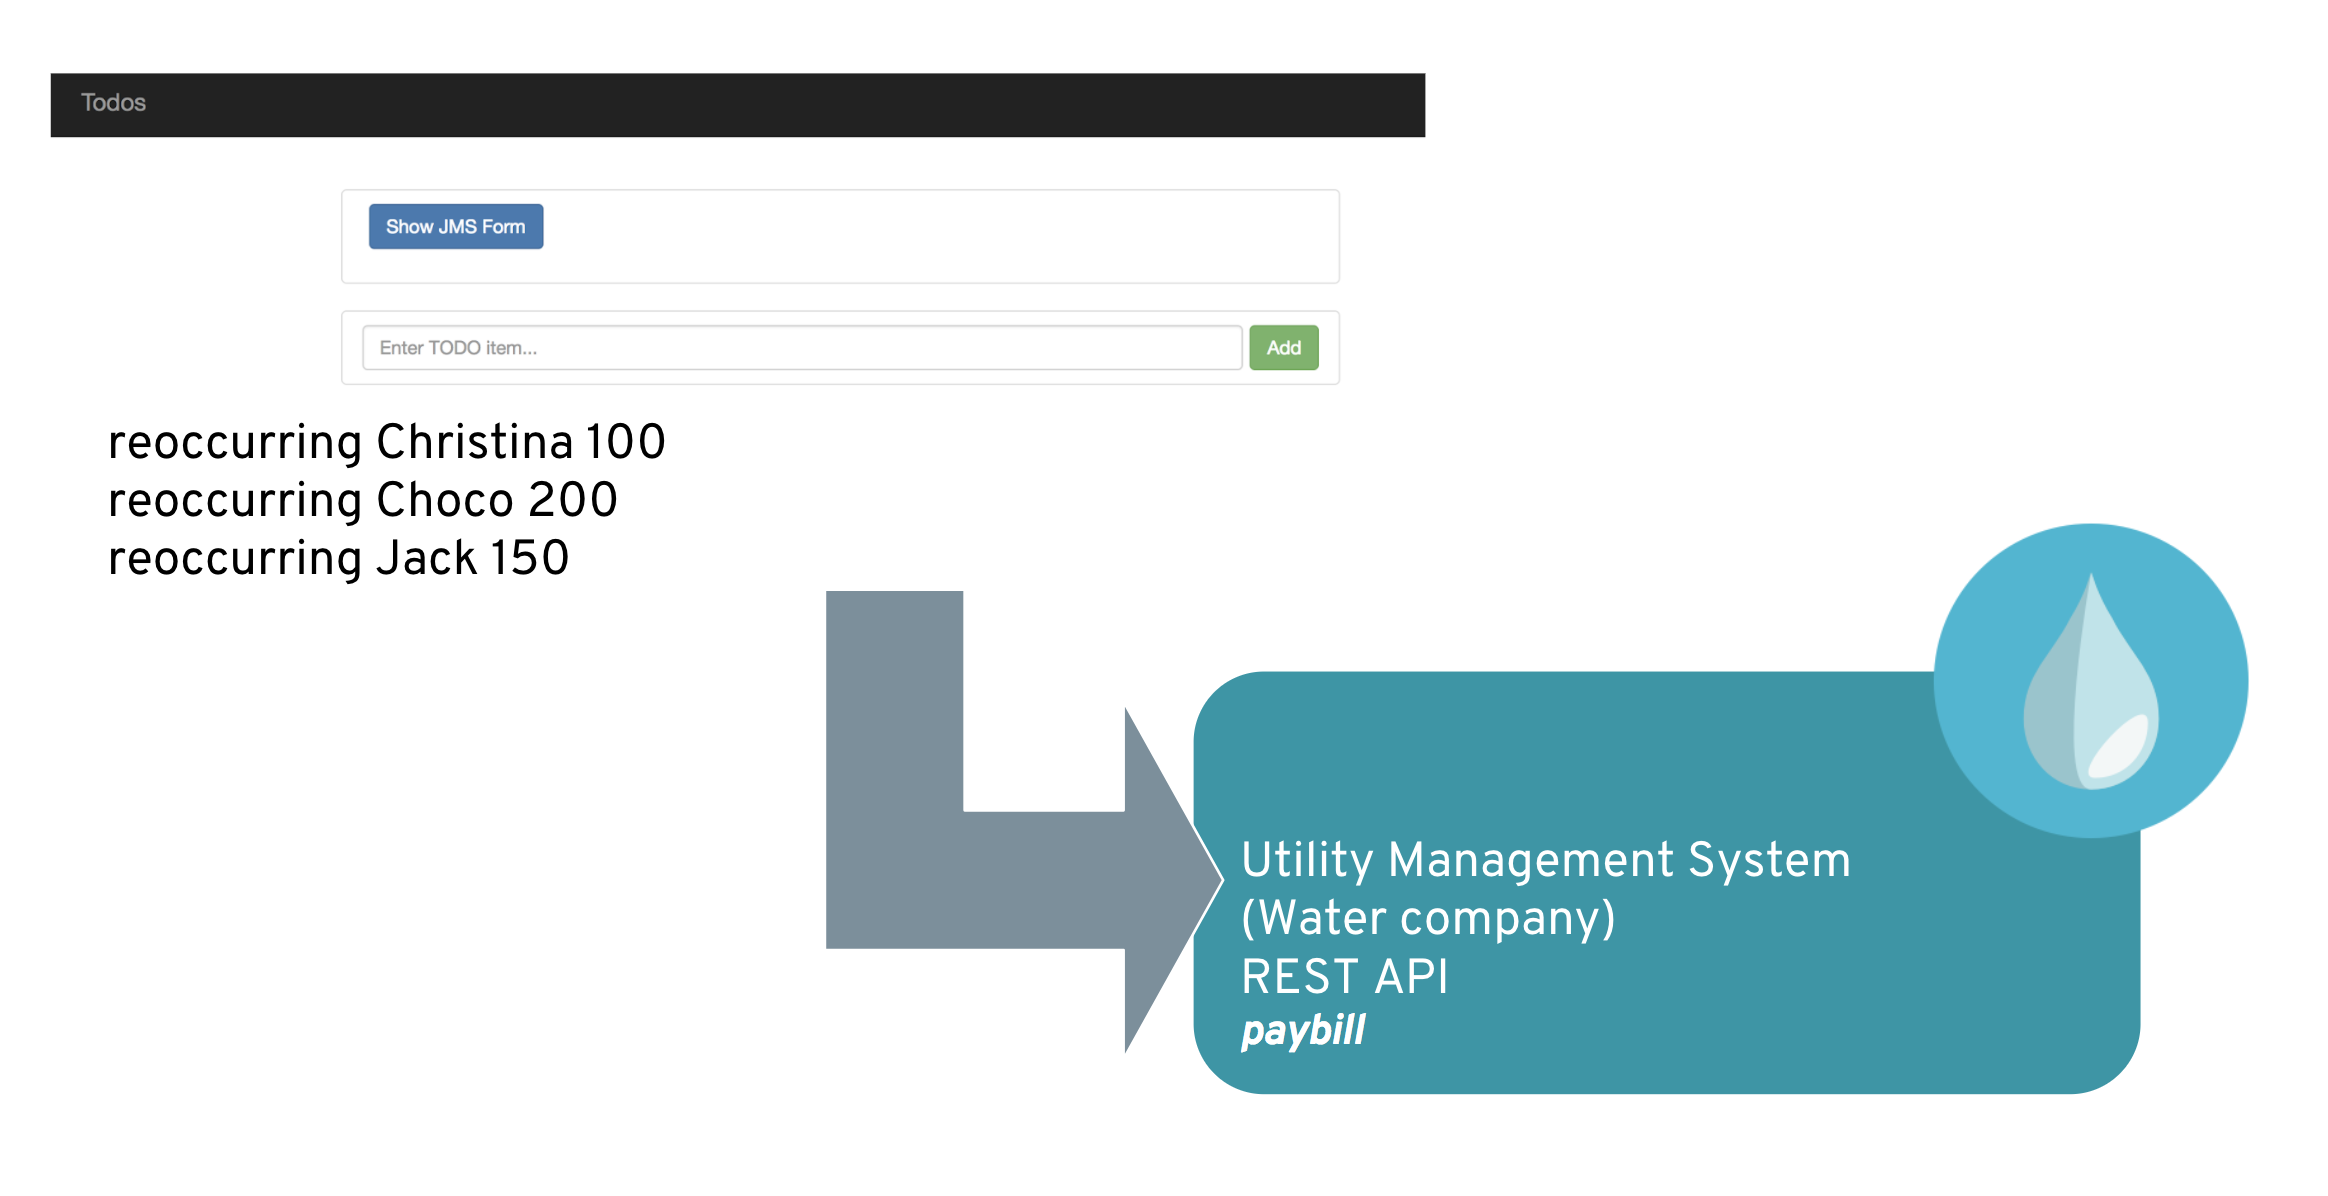 Todos
Show JMS Form
Enter TODO item...
Add
reoccurring Christina 100
reoccurring Choco 200
reoccurring Jack 150
Utility Management System
(Water company)
REST API
paybill